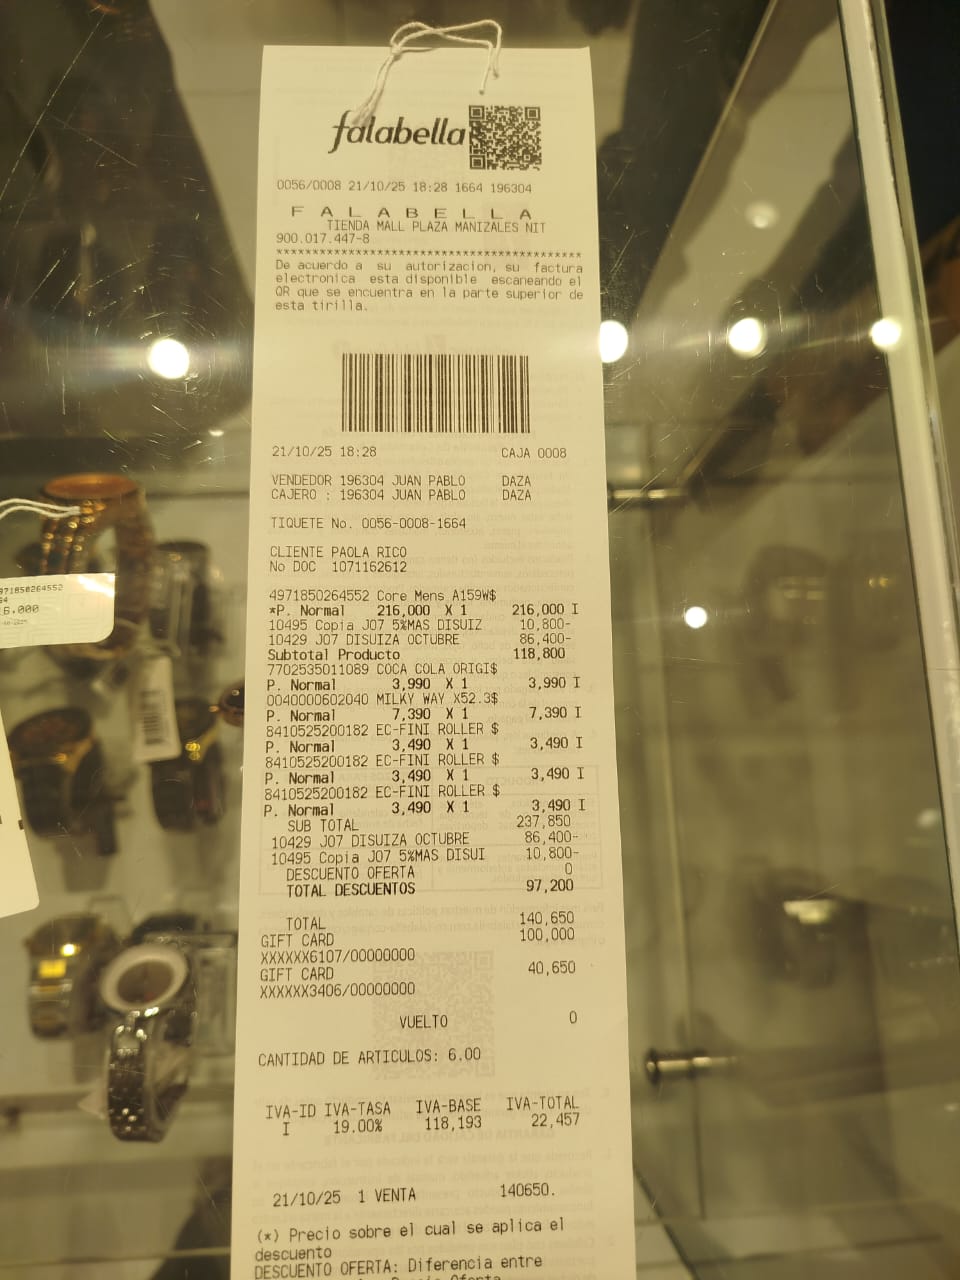 falabella
0056/0008 21/10/25 18:28 1664 196304
F A L A B E L L A
TIENDA MALL PLAZA MANIZALES NIT
900.017.447-8
******************************************
De acuerdo a su autorizacion, su factura
electronica esta disponible escaneando el
QR que se encuentra en la parte superior de
esta tirilla.
21/10/25 18:28 CAJA 0008
VENDEDOR 196304 JUAN PABLO DAZA
CAJERO : 196304 JUAN PABLO DAZA
TIQUETE No. 0056-0008-1664
CLIENTE PAOLA RICO
No DOC 1071162612
4971850264552 Core Mens A159W$
*P. Normal 216,000 X 1 216,000 I
10495 Copia J07 5%MAS DISUIZ 10,800-
10429 J07 DISUIZA OCTUBRE 86,400-
Subtotal Producto 118,800
7702535011089 COCA COLA ORIGI$
P. Normal 3,990 X 1 3,990 I
0040000602040 MILKY WAY X52.3$
P. Normal 7,390 X 1 7,390 I
8410525200182 EC-FINI ROLLER $
P. Normal 3,490 X 1 3,490 I
8410525200182 EC-FINI ROLLER $
P. Normal 3,490 X 1 3,490 I
8410525200182 EC-FINI ROLLER $
P. Normal 3,490 X 1 3,490 I
SUB TOTAL 237,850
10429 J07 DISUIZA OCTUBRE 86,400-
10495 Copia J07 5%MAS DISUI 10,800-
DESCUENTO OFERTA 0
TOTAL DESCUENTOS 97,200
TOTAL 140,650
GIFT CARD 100,000
XXXXXX6107/00000000
GIFT CARD 40,650
XXXXXX3406/00000000
VUELTO 0
CANTIDAD DE ARTICULOS: 6.00
IVA-ID IVA-TASA IVA-BASE IVA-TOTAL
I 19.00% 118,193 22,457
21/10/25 1 VENTA 140650.
(*) Precio sobre el cual se aplica el
descuento
DESCUENTO OFERTA: Diferencia entre